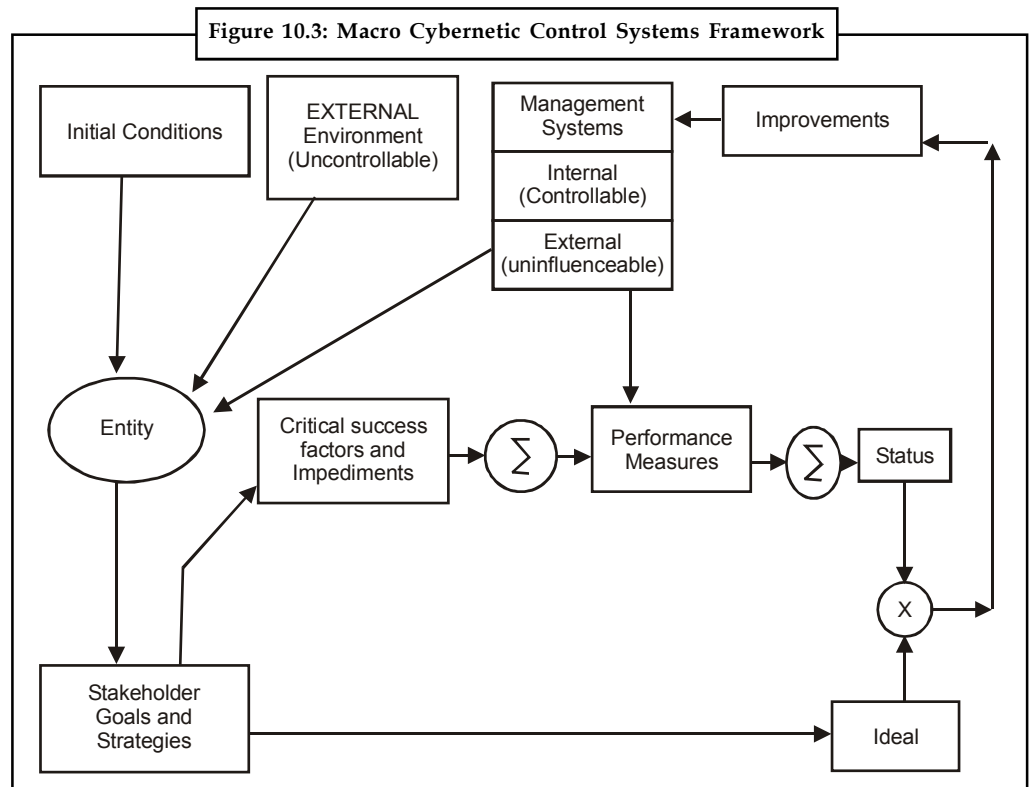 Figure 10.3: Macro Cybernetic Control Systems Framework
Initial Conditions
EXTERNAL
Environment
(Uncontrollable)
Management
Systems
Internal
(Controllable)
External
(uninfluenceable)
Improvements
Entity
Critical success
factors and
Impediments
∑
Performance
Measures
∑
Status
X
Stakeholder
Goals and
Strategies
Ideal